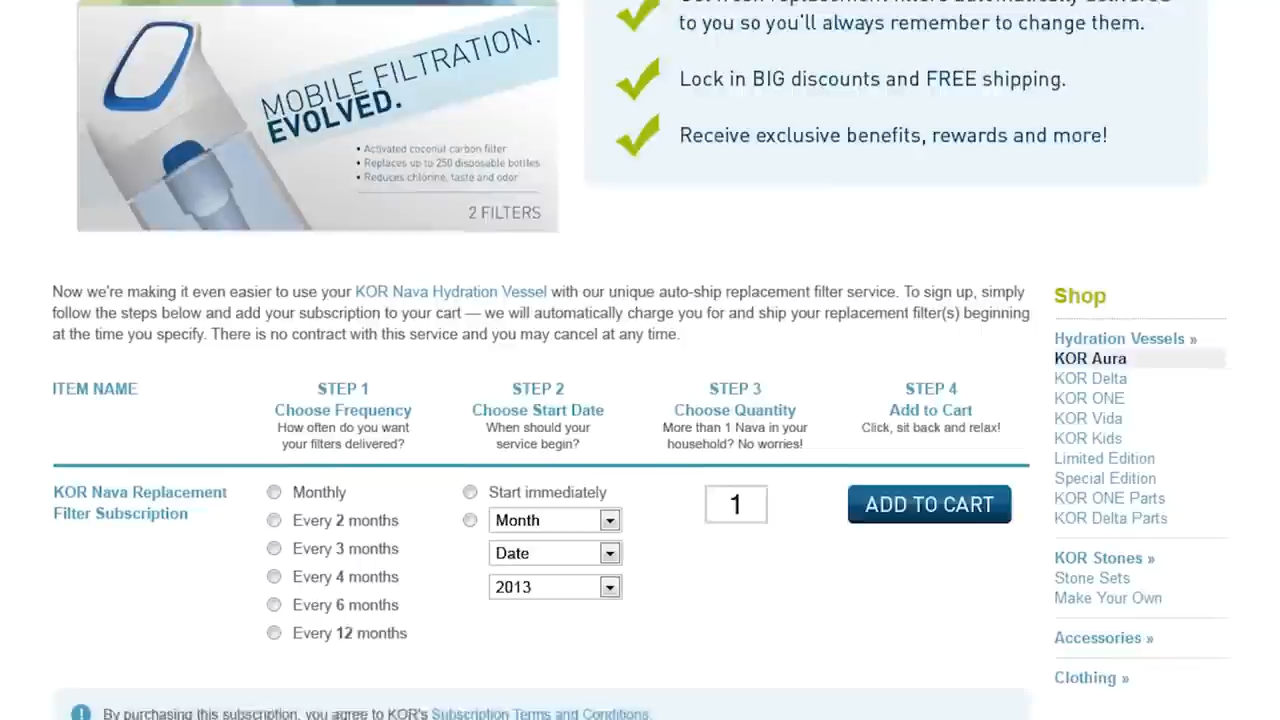 MOBILE FILTRATION.
EVOLVED.
• Activated coconut carbon filter
• Replaces up to 250 disposable bottles
• Reduces chlorine, taste and odor
2 FILTERS
to you so you'll always remember to change them.
Lock in BIG discounts and FREE shipping.
Receive exclusive benefits, rewards and more!
Now we're making it even easier to use your KOR Nava Hydration Vessel with our unique auto-ship replacement filter service. To sign up, simply
follow the steps below and add your subscription to your cart — we will automatically charge you for and ship your replacement filter(s) beginning
at the time you specify. There is no contract with this service and you may cancel at any time.
ITEM NAME
STEP 1
Choose Frequency
How often do you want
your filters delivered?
STEP 2
Choose Start Date
When should your
service begin?
STEP 3
Choose Quantity
More than 1 Nava in your
household? No worries!
STEP 4
Add to Cart
Click, sit back and relax!
KOR Nava Replacement
Filter Subscription
Monthly
Every 2 months
Every 3 months
Every 4 months
Every 6 months
Every 12 months
Start immediately
Month
Date
2013
1
ADD TO CART
By purchasing this subscription, you agree to KOR's Subscription Terms and Conditions.
Shop
Hydration Vessels »
KOR Aura
KOR Delta
KOR ONE
KOR Vida
KOR Kids
Limited Edition
Special Edition
KOR ONE Parts
KOR Delta Parts
KOR Stones »
Stone Sets
Make Your Own
Accessories »
Clothing »